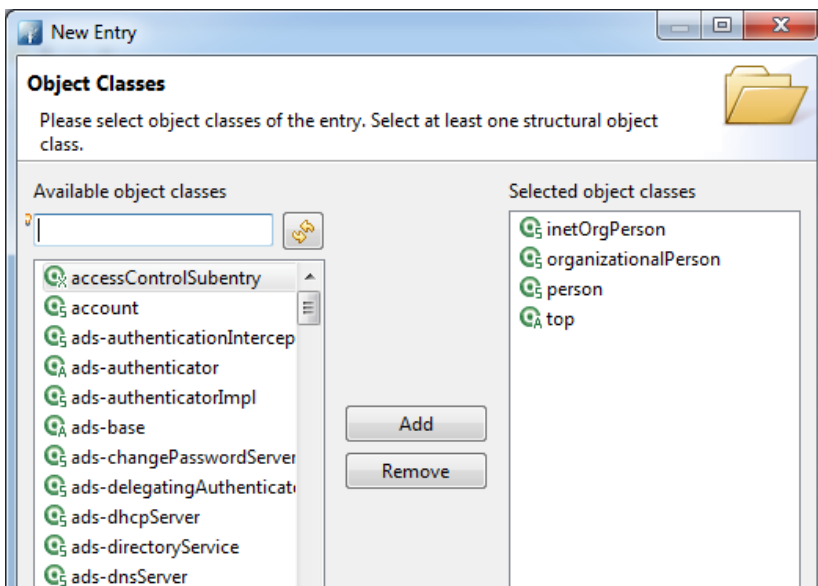 New Entry
Object Classes
Please select object classes of the entry. Select at least one structural object
class.
Available object classes
accessControlSubentry
account
ads-authenticationIntercep
ads-authenticator
ads-authenticatorImpl
ads-base
ads-changePasswordServer
ads-delegatingAuthenticat
ads-dhcpServer
ads-directoryService
ads-dnsServer
Add
Remove
Selected object classes
inetOrgPerson
organizationalPerson
person
top